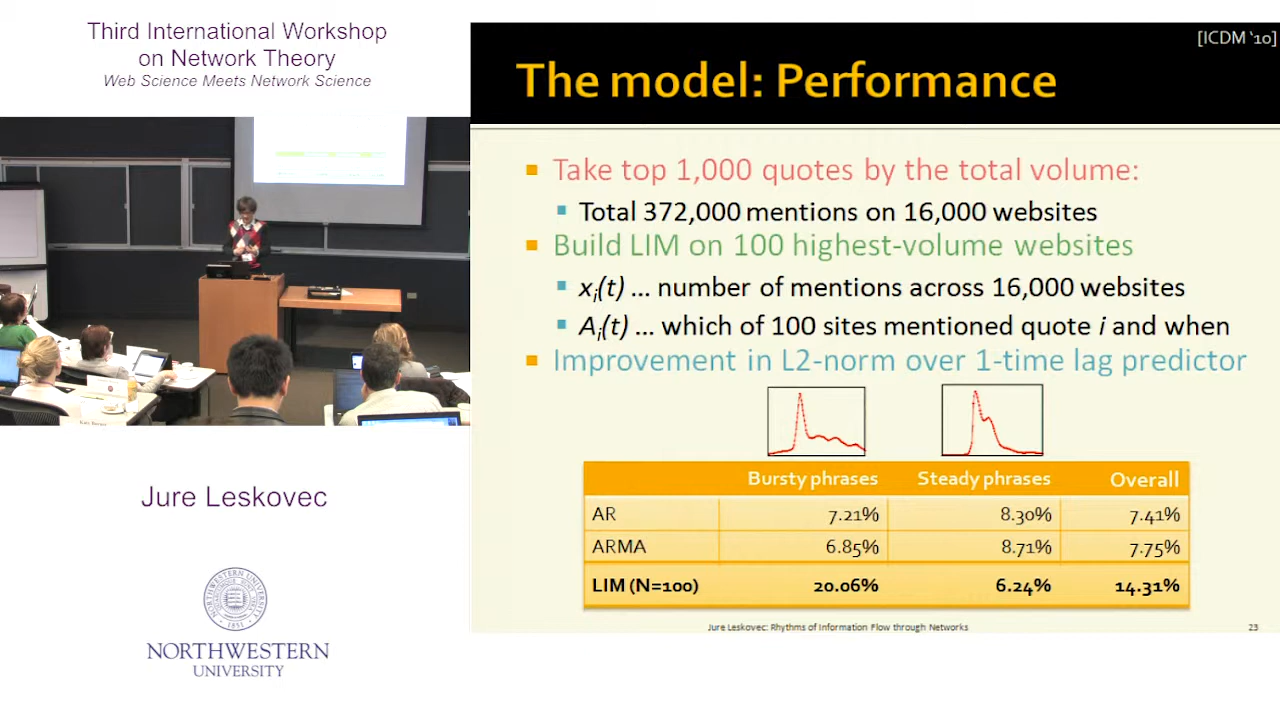 Third International Workshop
on Network Theory
Web Science Meets Network Science
Jure Leskovec
NORTHWESTERN
UNIVERSITY
[ICDM '10]
The model: Performance
Take top 1,000 quotes by the total volume:
Total 372,000 mentions on 16,000 websites
Build LIM on 100 highest-volume websites
xi(t) ... number of mentions across 16,000 websites
Ai(t) ... which of 100 sites mentioned quote i and when
Improvement in L2-norm over 1-time lag predictor
Bursty phrases Steady phrases Overall
AR 7.21% 8.30% 7.41%
ARMA 6.85% 8.71% 7.75%
LIM (N=100) 20.06% 6.24% 14.31%
Jure Leskovec: Rhythms of Information Flow through Networks 23